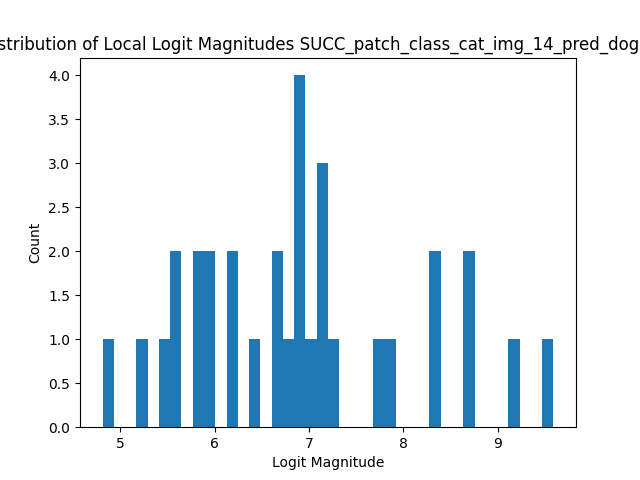 stribution of Local Logit Magnitudes SUCC_patch_class_cat_img_14_pred_dog
4.0
3.5
3.0
2.5
2.0
1.5
1.0
0.5
0.0
Count
5 6 7 8 9
Logit Magnitude